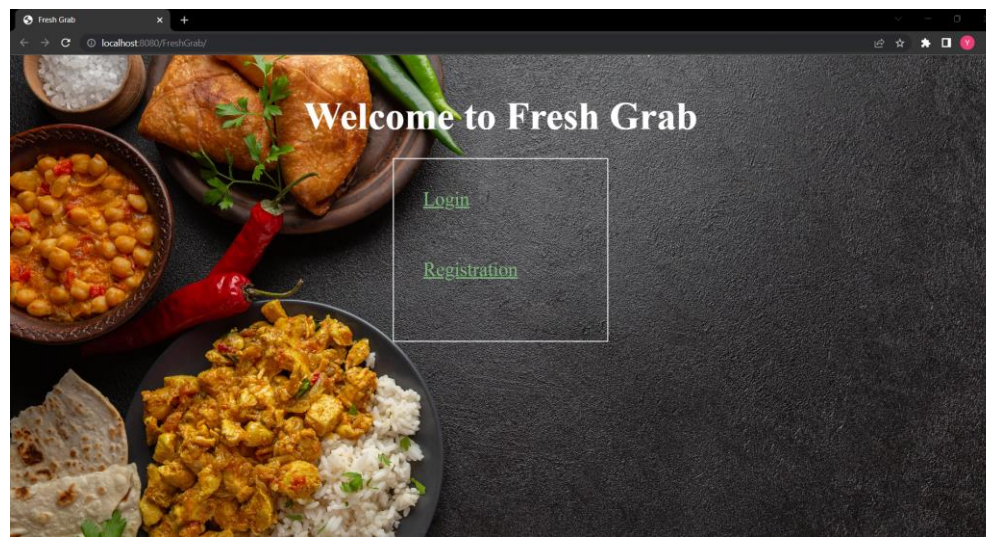 Fresh Grab
localhost:8080/FreshGrab/
Y
Welcome to Fresh Grab
Login
Registration